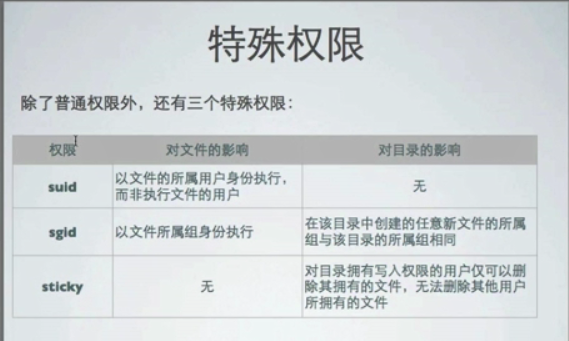 特殊权限
除了普通权限外，还有三个特殊权限：
权限 对文件的影响 对目录的影响
suid 以文件的所属用户身份执行，
而非执行文件的用户 无
sgid 以文件所属组身份执行 在该目录中创建的任意新文件的所属
组与该目录的所属组相同
sticky 无 对目录拥有写入权限的用户仅可以删
除其拥有的文件，无法删除其他用户
所拥有的文件